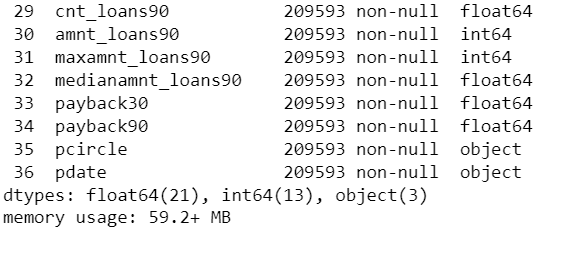 29 cnt_loans90 209593 non-null float64
30 amnt_loans90 209593 non-null int64
31 maxamnt_loans90 209593 non-null int64
32 medianamnt_loans90 209593 non-null float64
33 payback30 209593 non-null float64
34 payback90 209593 non-null float64
35 pcircle 209593 non-null object
36 pdate 209593 non-null object
dtypes: float64(21), int64(13), object(3)
memory usage: 59.2+ MB